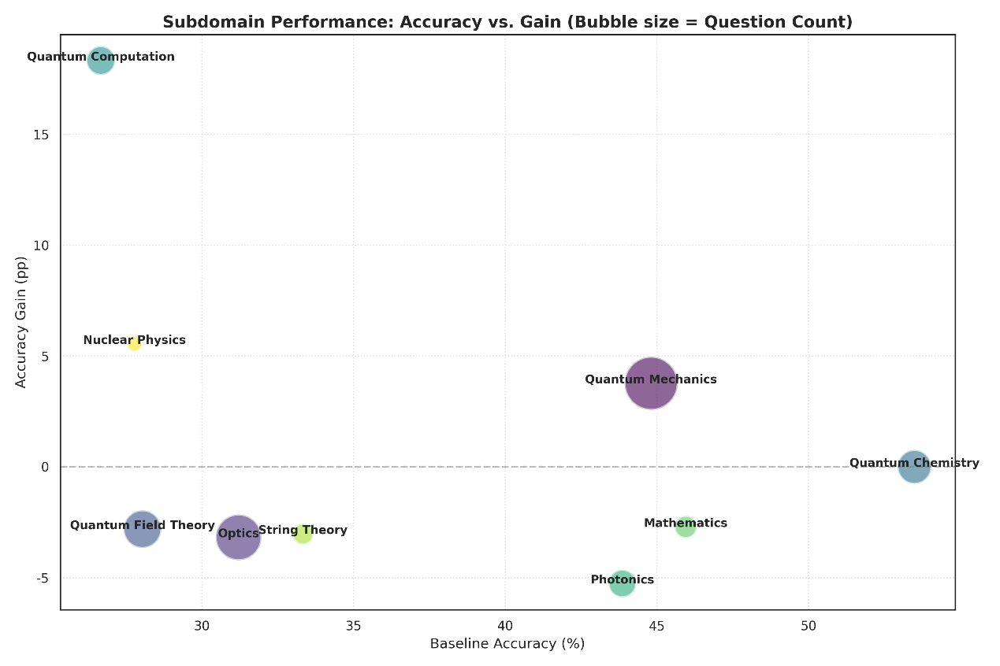 Subdomain Performance: Accuracy vs. Gain (Bubble size = Question Count)
Quantum Computation
15
10
Accuracy Gain (pp)
Nuclear Physics
5
Quantum Mechanics
0
Quantum Chemistry
Quantum Field Theory
Optics
String Theory
Mathematics
-5
Photonics
30
35
40
45
50
Baseline Accuracy (%)